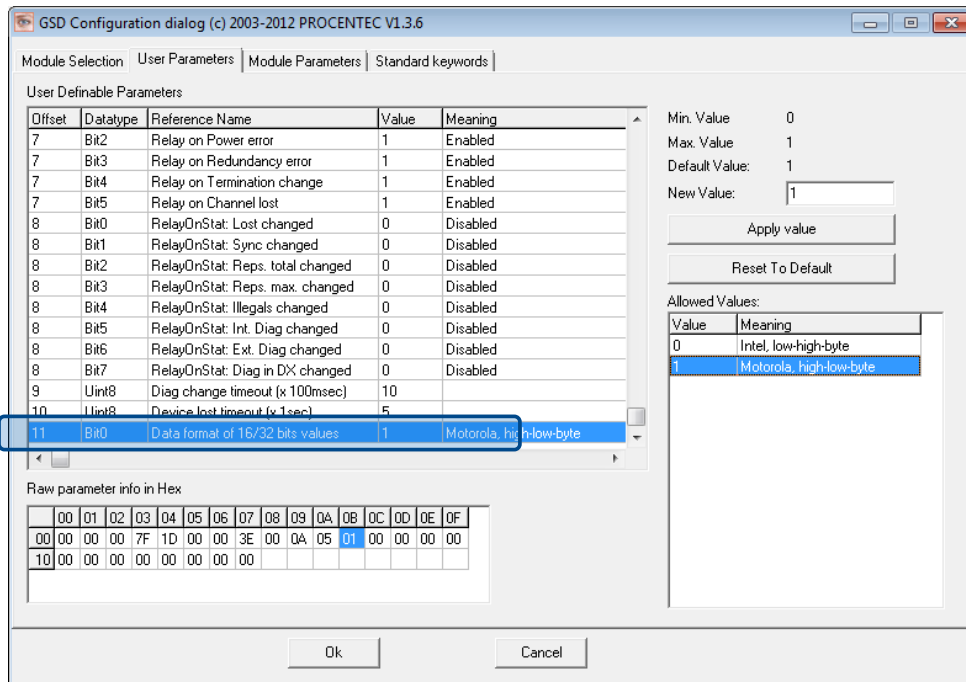 GSD Configuration dialog (c) 2003-2012 PROCENTEC V1.3.6
Module Selection User Parameters Module Parameters Standard keywords
User Definable Parameters
Offset Datatype Reference Name Value Meaning
7 Bit2 Relay on Power error 1 Enabled
7 Bit3 Relay on Redundancy error 1 Enabled
7 Bit4 Relay on Termination change 1 Enabled
7 Bit5 Relay on Channel lost 1 Enabled
8 Bit0 RelayOnStat: Lost changed 0 Disabled
8 Bit1 RelayOnStat: Sync changed 0 Disabled
8 Bit2 RelayOnStat: Reps. total changed 0 Disabled
8 Bit3 RelayOnStat: Reps. max. changed 0 Disabled
8 Bit4 RelayOnStat: Illegals changed 0 Disabled
8 Bit5 RelayOnStat: Int. Diag changed 0 Disabled
8 Bit6 RelayOnStat: Ext. Diag changed 0 Disabled
8 Bit7 RelayOnStat: Diag in DX changed 0 Disabled
9 Uint8 Diag change timeout (x 100msec) 10
10 Uint8 Device lost timeout (x 1sec) 5
11 Bit0 Data format of 16/32 bits values 1 Motorola, high-low-byte
Min. Value 0
Max. Value 1
Default Value: 1
New Value: 1
Apply value
Reset To Default
Allowed Values:
Value Meaning
0 Intel, low-high-byte
1 Motorola, high-low-byte
Raw parameter info in Hex
00 01 02 03 04 05 06 07 08 09 0A 0B 0C 0D 0E 0F
00 00 00 00 7F 1D 00 00 3E 00 0A 05 01 00 00 00 00
10 00 00 00 00 00 00 00 00
Ok Cancel